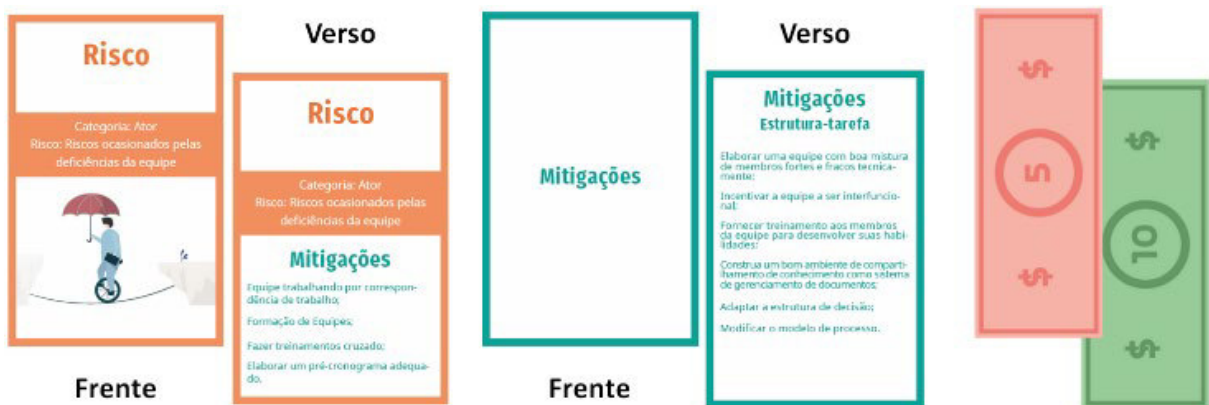 Risco
Categoria: Ator
Risco: Riscos ocasionados pelas
deficiências da equipe
Frente
Verso
Risco
Categoria: Ator
Risco: Riscos ocasionados pelas
deficiências da equipe
Mitigações
Equipe trabalhando por correspon-
dência de trabalho;
Formação de Equipes;
Fazer treinamentos cruzado;
Elaborar um pré-cronograma adequa-
do.
Mitigações
Frente
Verso
Mitigações
Estrutura-tarefa
Elaborar uma equipe com boa mistura
de membros fortes e fracos tecnica-
mente;
Incentivar a equipe a ser interfuncio-
nal;
Fornecer treinamento aos membros
da equipe para desenvolver suas habi-
lidades;
Construa um bom ambiente de comparti-
lhamento de conhecimento como sistema
de gerenciamento de documentos;
Adaptar a estrutura de decisão;
Modificar o modelo de processo.
$
5
$
$
10
$